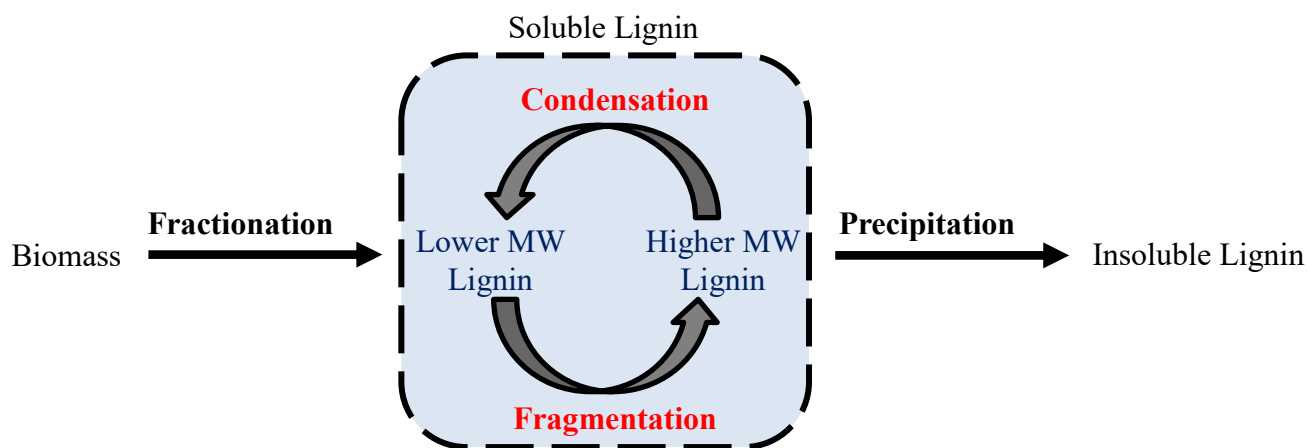 Soluble Lignin
Condensation
Fractionation
Biomass
Lower MW
Lignin
Higher MW
Lignin
Precipitation
Insoluble Lignin
Fragmentation